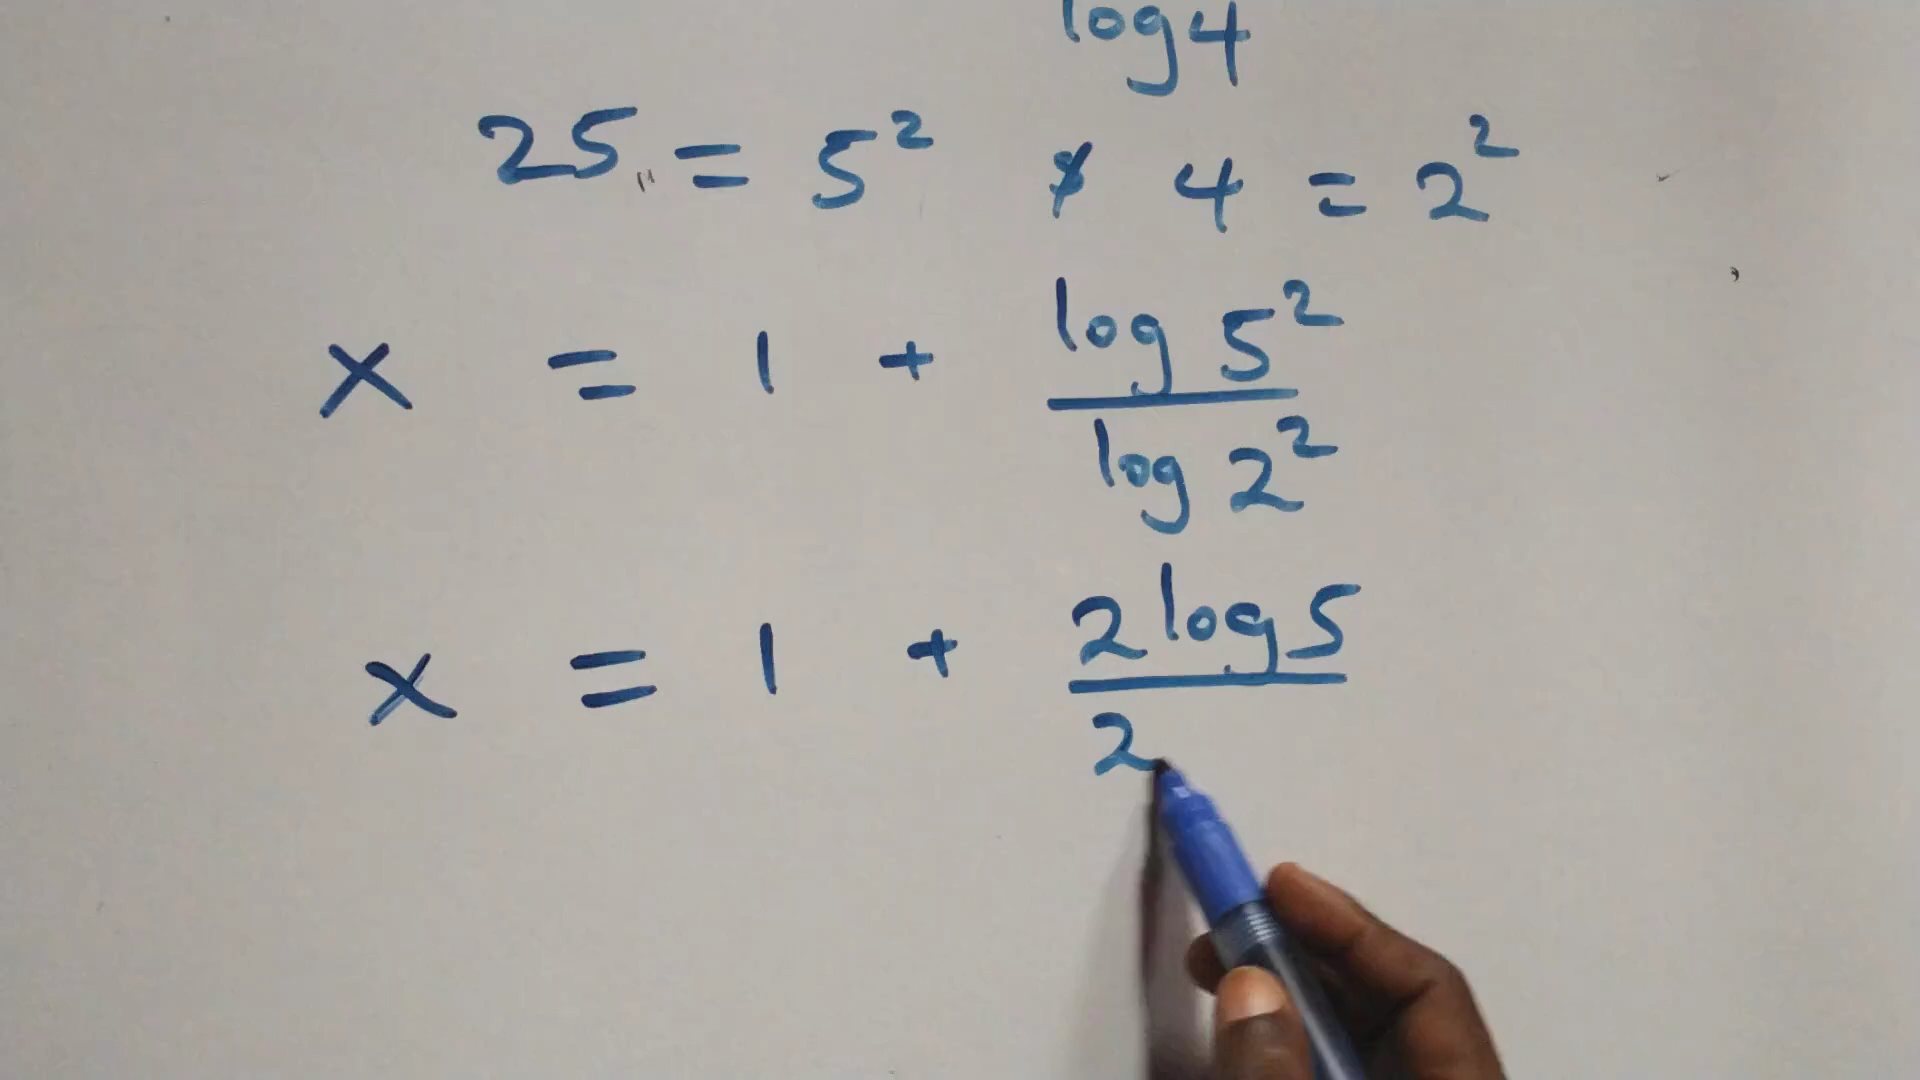 log4
25 = 5² & 4 = 2²
x = 1 + log 5² / log 2²
x = 1 + 2log5 / 2